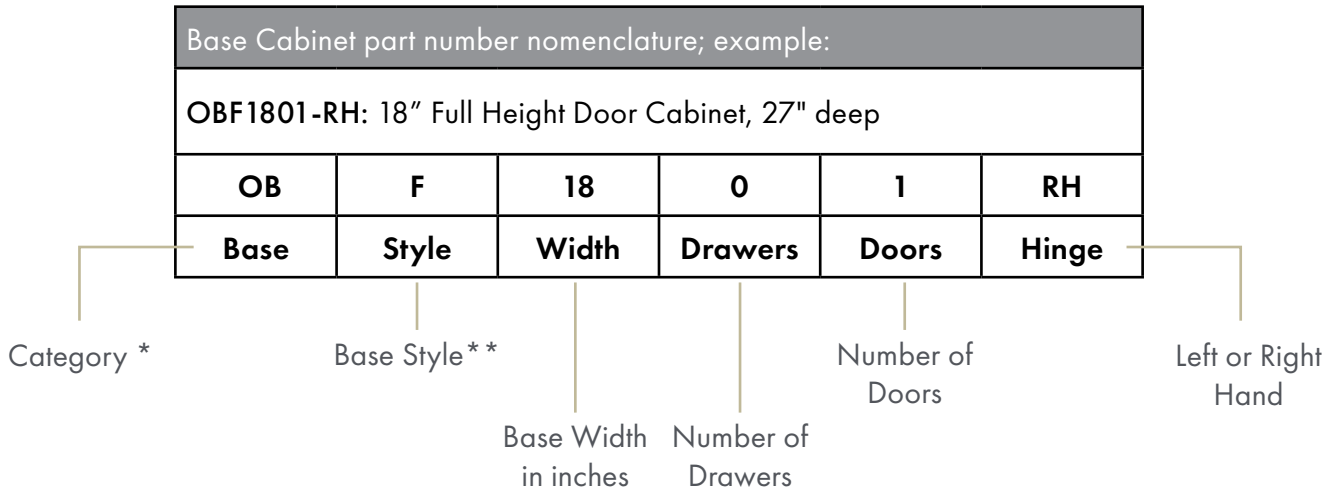 Base Cabinet part number nomenclature; example:
OBF1801-RH: 18” Full Height Door Cabinet, 27" deep
OB F 18 0 1 RH
Base Style Width Drawers Doors Hinge
Category *
Base Style**
Base Width
in inches
Number of
Drawers
Number of
Doors
Left or Right
Hand